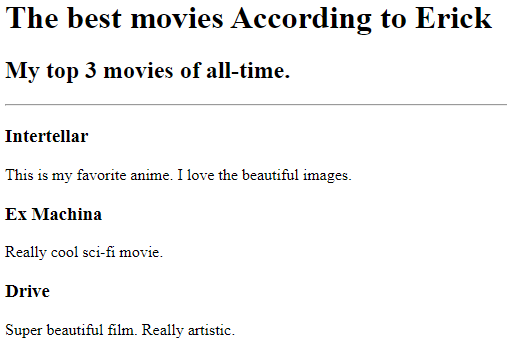 The best movies According to Erick
My top 3 movies of all-time.
Intertellar
This is my favorite anime. I love the beautiful images.
Ex Machina
Really cool sci-fi movie.
Drive
Super beautiful film. Really artistic.